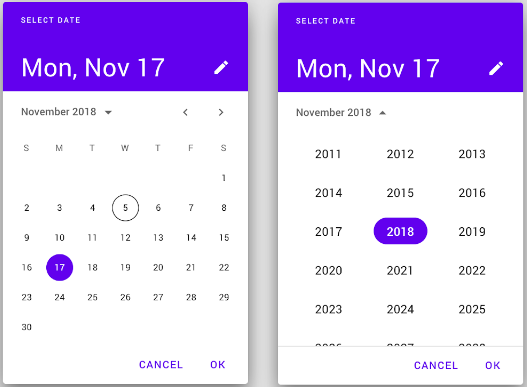 SELECT DATE
Mon, Nov 17
November 2018
S M T W T F S
1
2 3 4 5 6 7 8
9 10 11 12 13 14 15
16 17 18 19 20 21 22
23 24 25 26 27 28 29
30
CANCEL OK
SELECT DATE
Mon, Nov 17
November 2018
2011 2012 2013
2014 2015 2016
2017 2018 2019
2020 2021 2022
2023 2024 2025
CANCEL OK